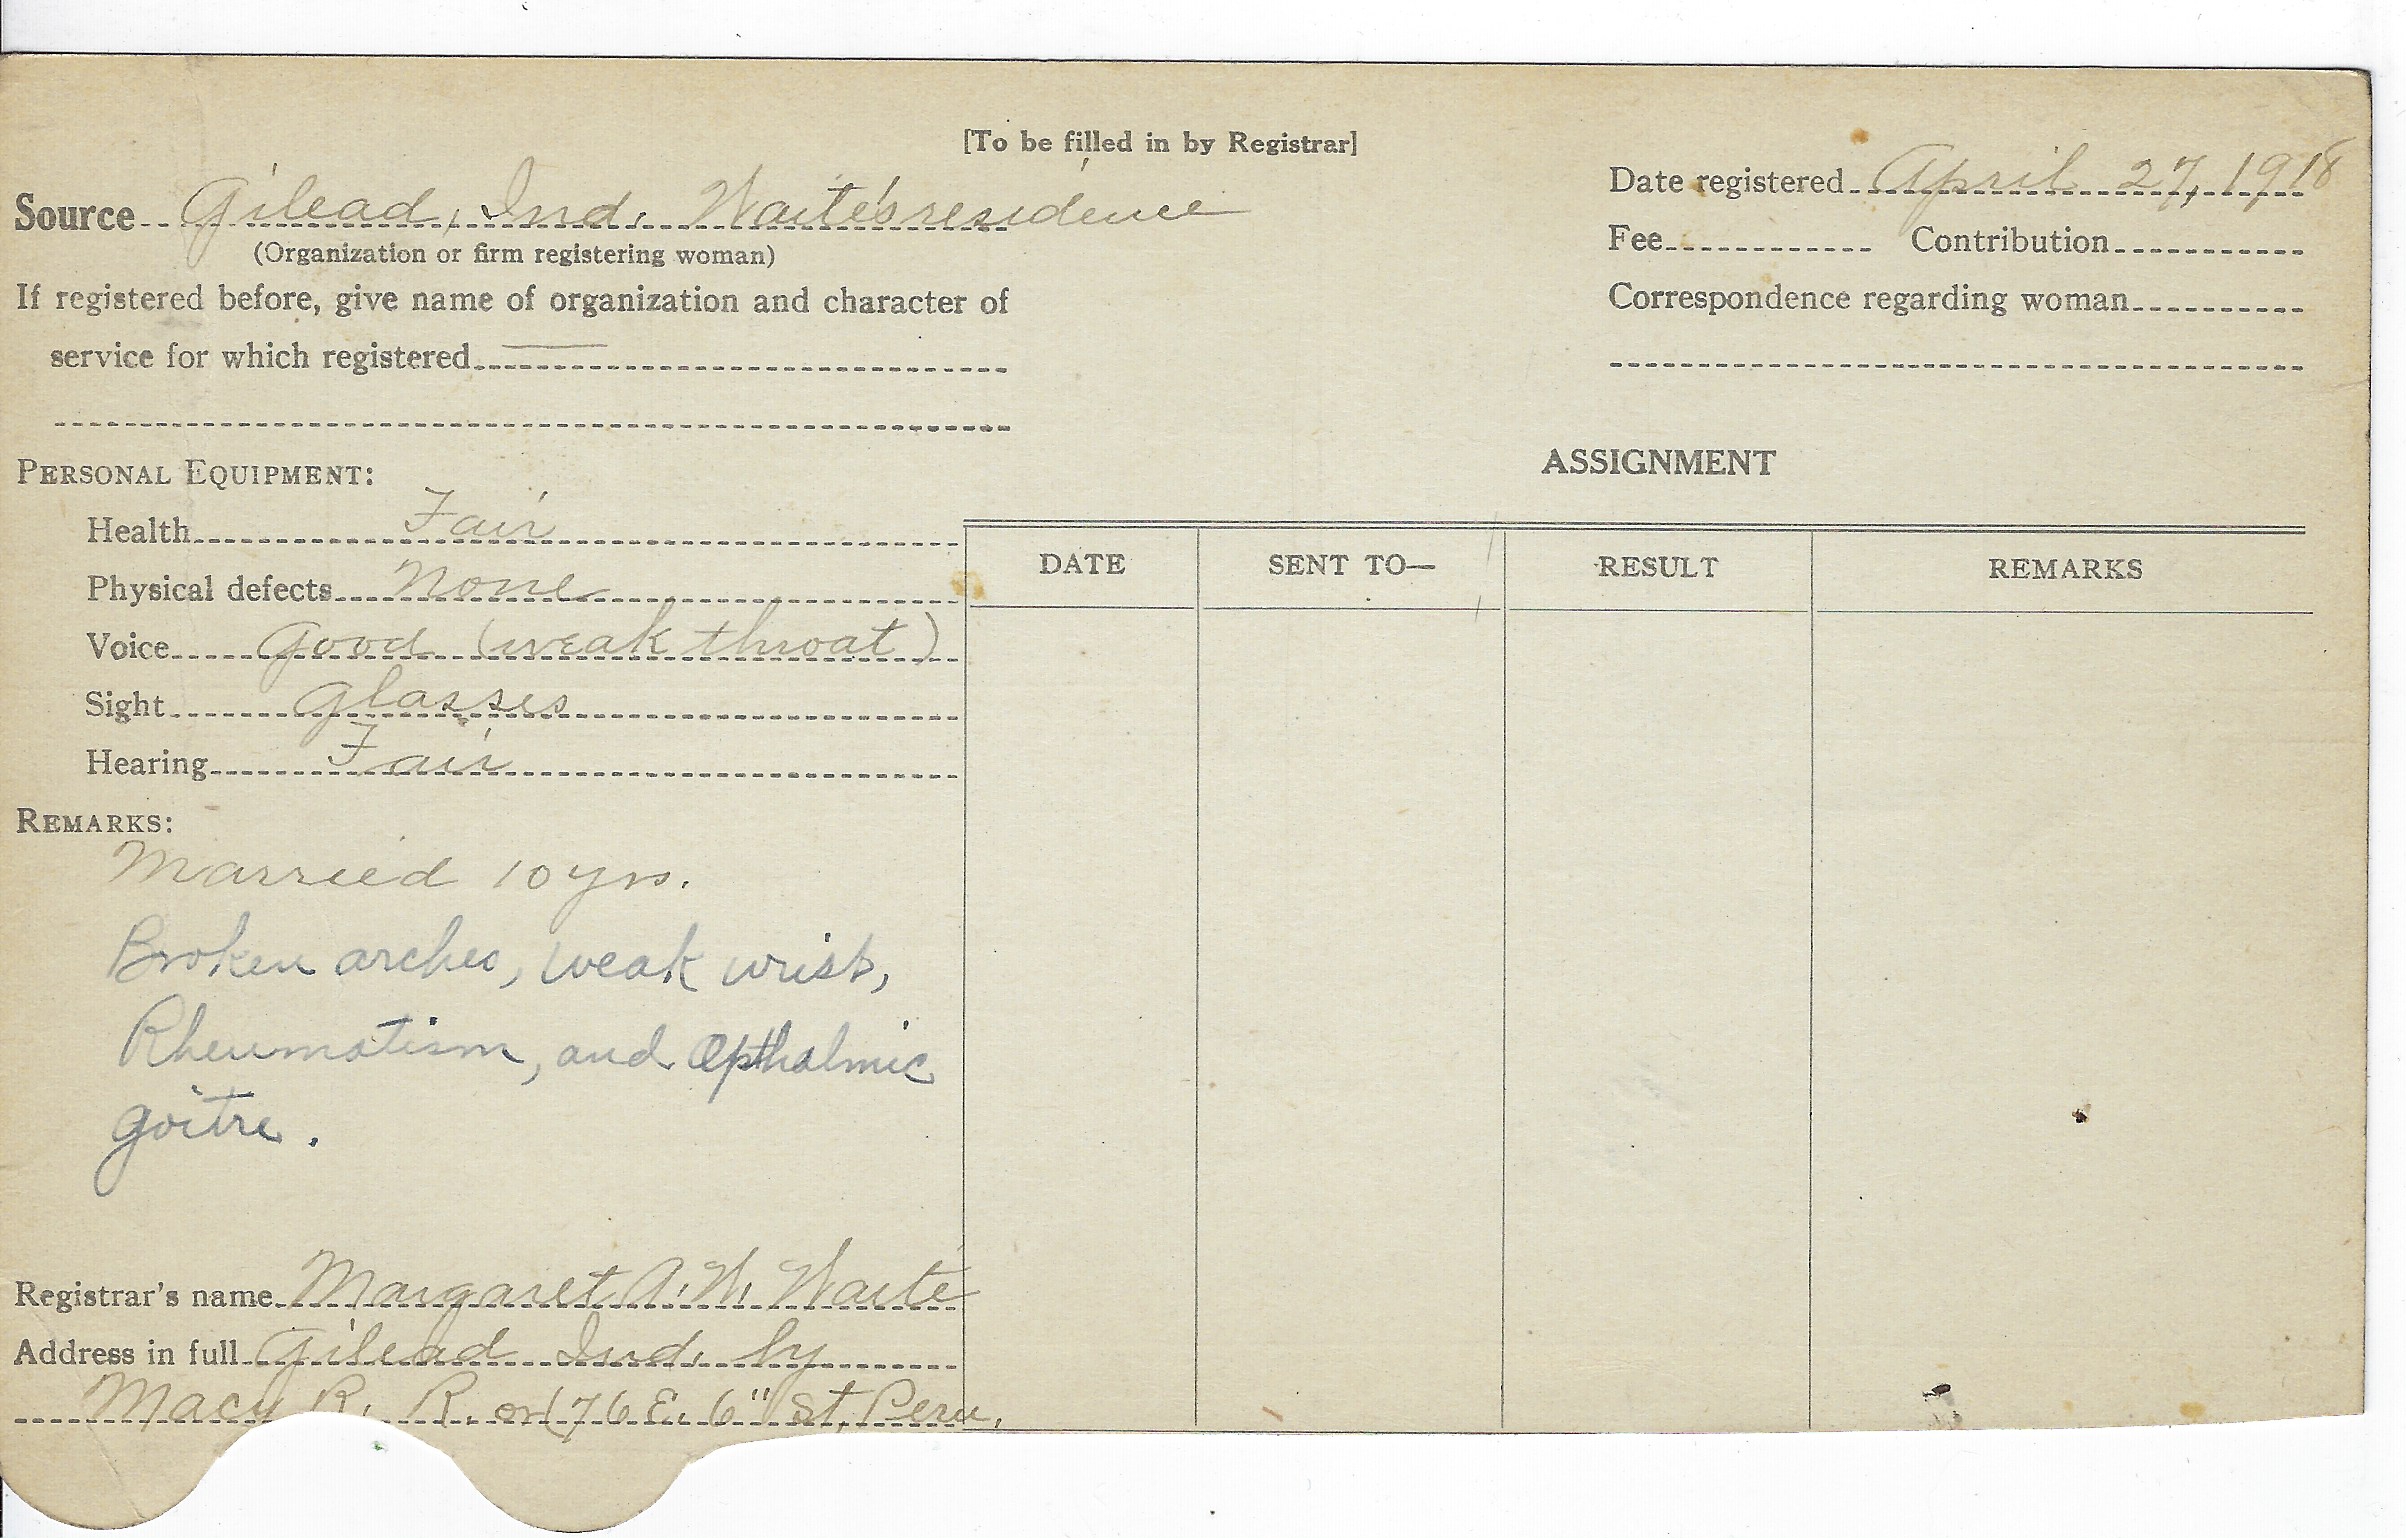 [To be filled in by Registrar]
Source Gilead, Ind. Waite's residence
(Organization or firm registering woman)
If registered before, give name of organization and character of
service for which registered —
Date registered April 27, 1918
Fee Contribution
Correspondence regarding woman
PERSONAL EQUIPMENT:
Health Fair
Physical defects None
Voice Good (weak throat)
Sight Glasses
Hearing Fair
REMARKS:
Married 10 yrs.
Broken arches, weak wrists,
Rheumatism, and Opthalmic
goitre.
Registrar's name Margaret A. W. Waite
Address in full Gilead Ind. by
Macy R. R. or 176 E. 6" St, Peru,
ASSIGNMENT
DATE SENT TO— RESULT REMARKS